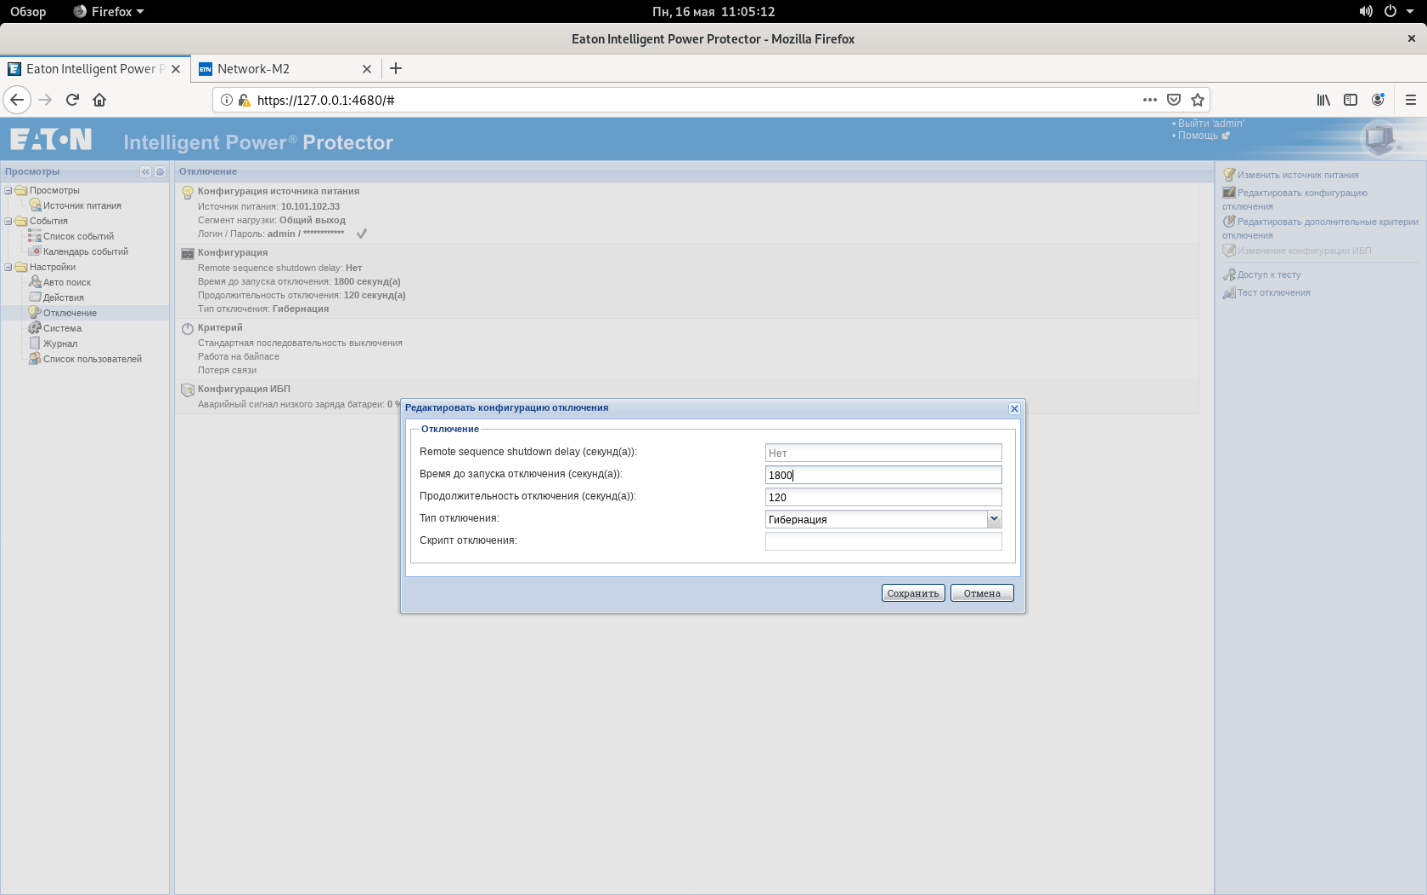 Обзор
Firefox
Пн, 16 мая 11:05:12
Eaton Intelligent Power Protector - Mozilla Firefox
Eaton Intelligent Power P
ETN
Network-M2
https://127.0.0.1:4680/#
EATON
Intelligent Power® Protector
• Выйти 'admin'
• Помощь
Просмотры
Просмотры
Источник питания
События
Список событий
Календарь событий
Настройки
Авто поиск
Действия
Отключение
Система
Журнал
Список пользователей
Отключение
Конфигурация источника питания
Источник питания: 10.101.102.33
Сегмент нагрузки: Общий выход
Логин / Пароль: admin / ************
Конфигурация
Remote sequence shutdown delay: Нет
Время до запуска отключения: 1800 секунд(а)
Продолжительность отключения: 120 секунд(а)
Тип отключения: Гибернация
Критерий
Стандартная последовательность выключения
Работа на байпасе
Потеря связи
Конфигурация ИБП
Аварийный сигнал низкого заряда батареи: 0 %
Редактировать конфигурацию отключения
Отключение
Remote sequence shutdown delay (секунд(а)): Нет
Время до запуска отключения (секунд(а)): 1800
Продолжительность отключения (секунд(а)): 120
Тип отключения: Гибернация
Скрипт отключения:
Сохранить Отмена
Изменить источник питания
Редактировать конфигурацию
отключения
Редактировать дополнительные критерии
отключения
Изменение конфигурации ИБП
Доступ к тесту
Тест отключения